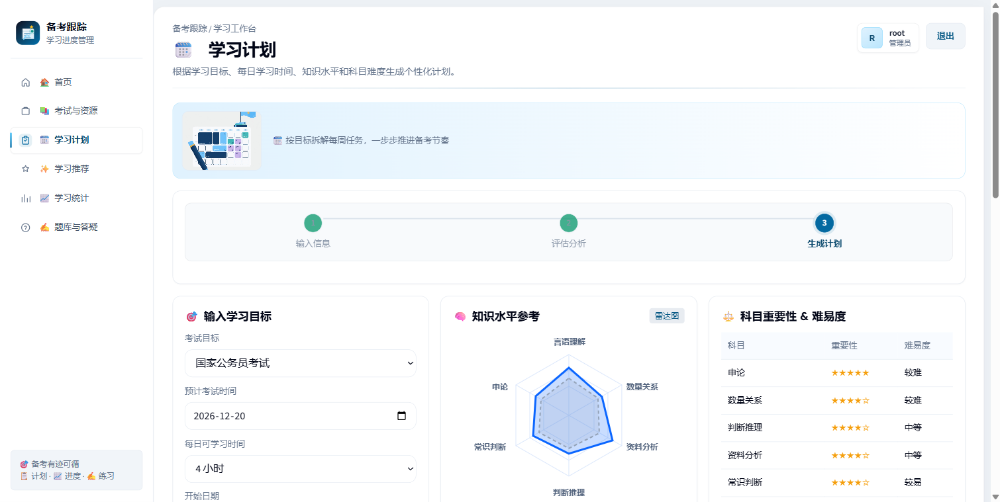 备考跟踪
学习进度管理
首页
考试与资源
学习计划
学习推荐
学习统计
题库与答疑
备考有迹可循
计划 · 进度 · 练习
备考跟踪 / 学习工作台
学习计划
根据学习目标、每日学习时间、知识水平和科目难度生成个性化计划。
R
root
管理员
退出
按目标拆解每周任务，一步步推进备考节奏
1
2
3
输入信息
评估分析
生成计划
输入学习目标
考试目标
国家公务员考试
预计考试时间
2026-12-20
每日可学习时间
4 小时
开始日期
知识水平参考
雷达图
言语理解
申论
数量关系
常识判断
资料分析
判断推理
科目重要性 & 难易度
科目 重要性 难易度
申论 ★★★★★ 较难
数量关系 ★★★★☆ 较难
判断推理 ★★★★☆ 中等
资料分析 ★★★★☆ 中等
常识判断 ★★★★☆ 较易